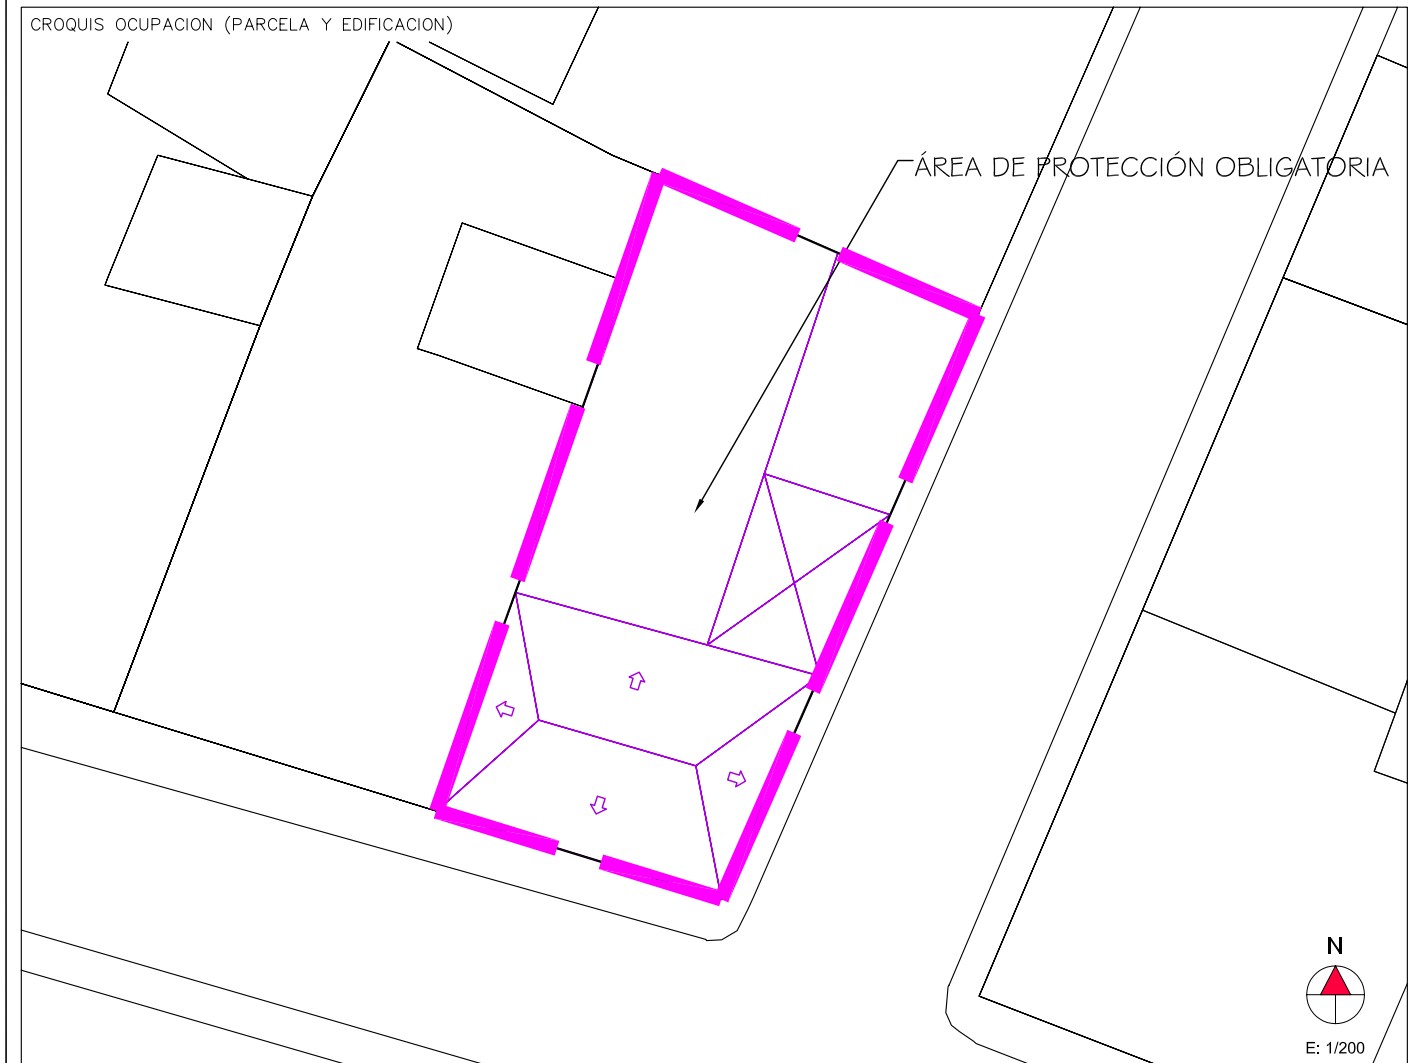 CROQUIS OCUPACION (PARCELA Y EDIFICACION)
ÁREA DE PROTECCIÓN OBLIGATORIA
N
E: 1/200